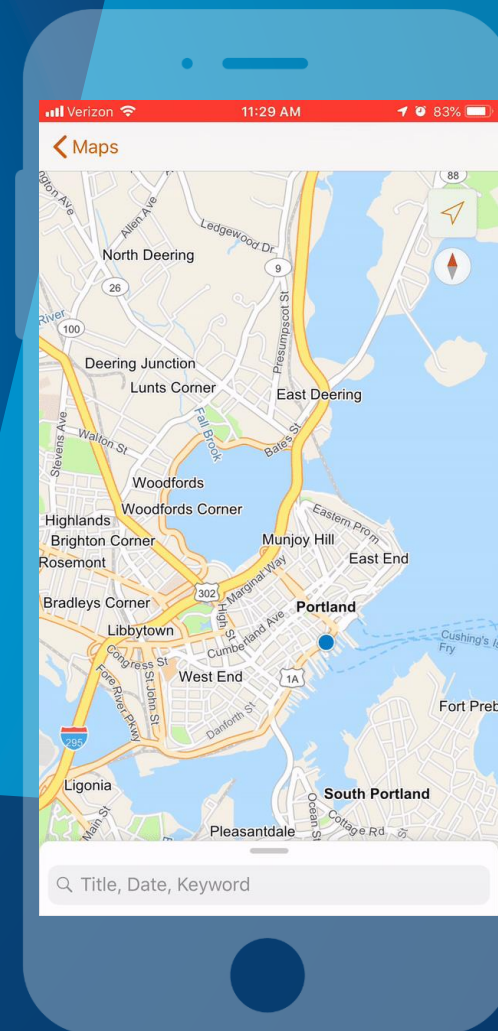 Verizon 11:29 AM 83%
Maps
88
Allen Ave
Ledgewood Dr
North Deering
9
26
Presumpscot St
River
100
Deering Junction
Lunts Corner
East Deering
Fall Brook
Bates St
Stevens Ave
Walton St
Woodfords
Woodfords Corner
Highlands
Eastern Prom
Brighton Corner
Munjoy Hill
Rosemont
East End
Marginal Way
302
Bradleys Corner
High St
Portland
Cumberland Ave
Libbytown
Cushing's Is
Fry
Congress St
West End
1A
St.John St
Fore River Pkwy
Fort Preb
Danforth St
295
Ligonia
South Portland
Main St
Ocean St
Cottage Rd
Pleasantdale
Title, Date, Keyword